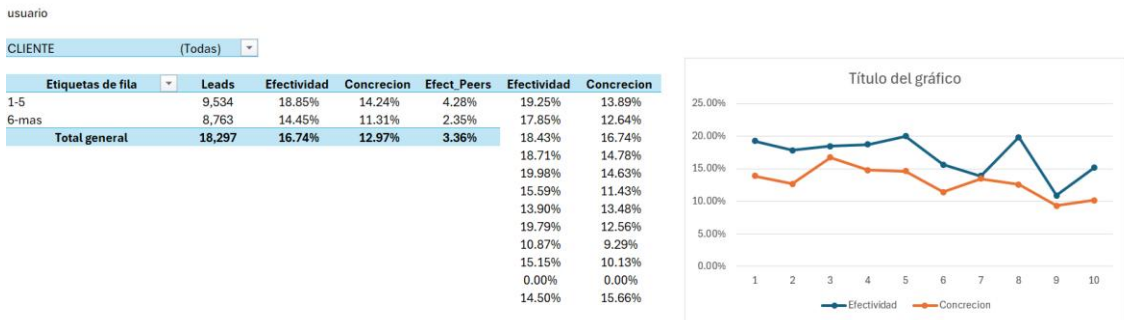 usuario
CLIENTE (Todas)
Etiquetas de fila Leads Efectividad Concrecion Efect_Peers Efectividad Concrecion
1-5 9,534 18.85% 14.24% 4.28% 19.25% 13.89%
6-mas 8,763 14.45% 11.31% 2.35% 17.85% 12.64%
Total general 18,297 16.74% 12.97% 3.36% 18.43% 16.74%
18.71% 14.78%
19.98% 14.63%
15.59% 11.43%
13.90% 13.48%
19.79% 12.56%
10.87% 9.29%
15.15% 10.13%
0.00% 0.00%
14.50% 15.66%
Título del gráfico
25.00%
20.00%
15.00%
10.00%
5.00%
0.00%
1 2 3 4 5 6 7 8 9 10
Efectividad Concrecion